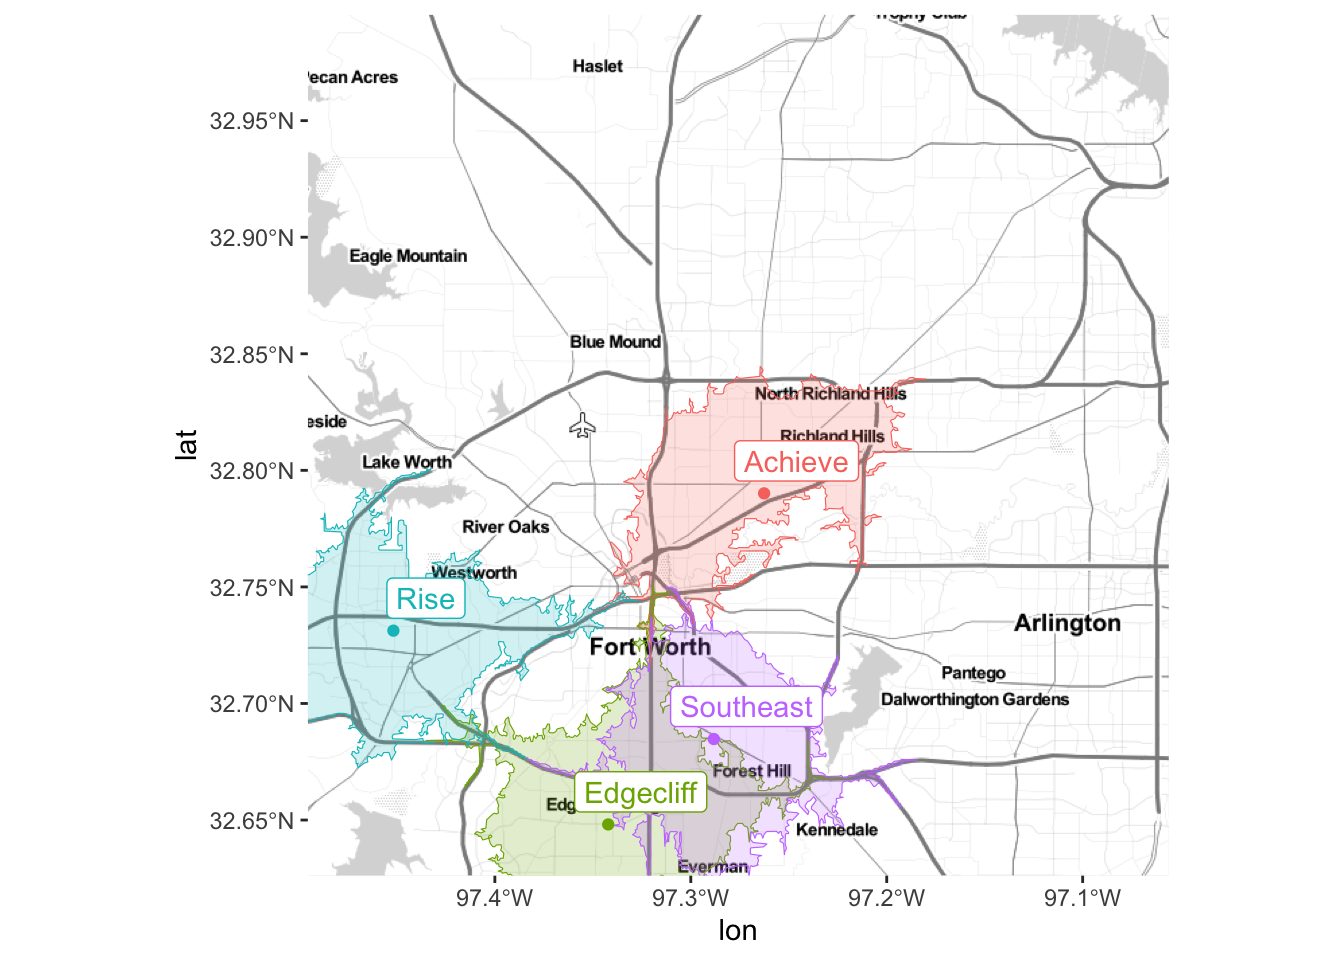 Trophy Club
Haslet
ecan Acres
32.95°N
32.90°N
Eagle Mountain
32.85°N
Blue Mound
North Richland Hills
eside
Richland Hills
lat
Lake Worth
Achieve
32.80°N
River Oaks
Westworth
32.75°N
Rise
Arlington
Fort Worth
Pantego
32.70°N
Dalworthington Gardens
Southeast
Forest Hill
Edgecliff
Edg
32.65°N
Kennedale
Everman
97.4°W
97.3°W
97.2°W
97.1°W
lon